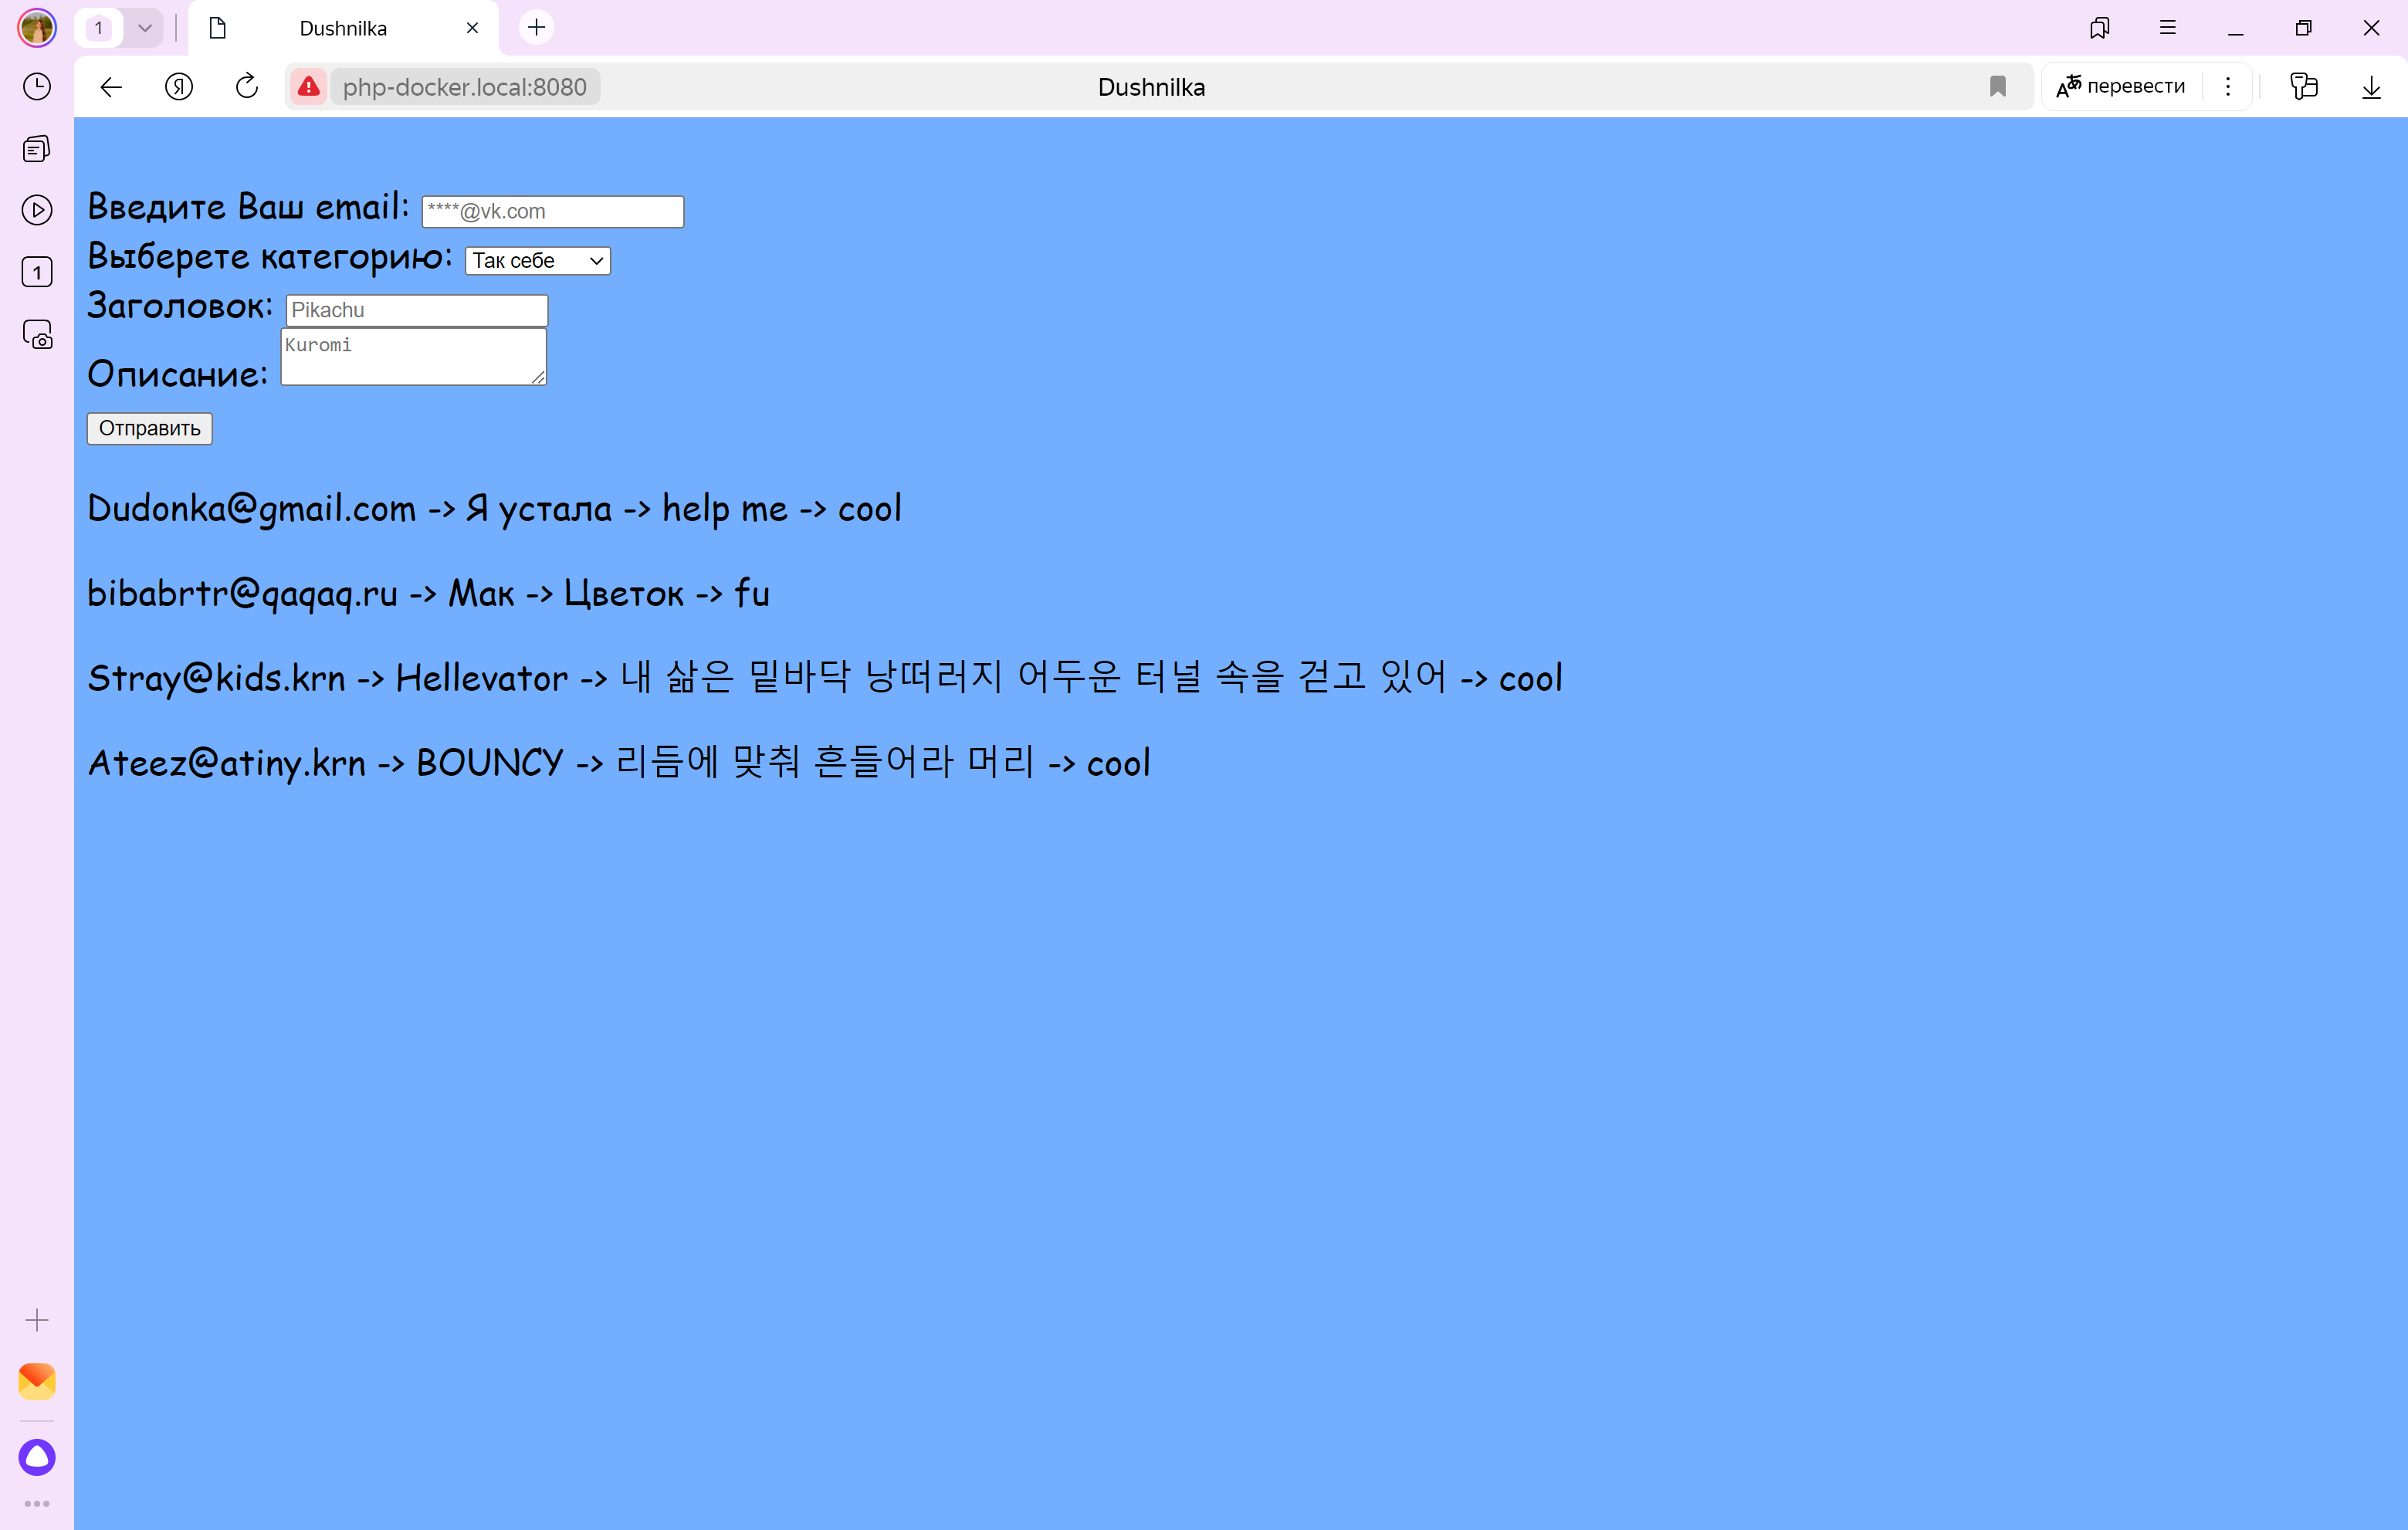 1 Dushnilka
php-docker.local:8080 Dushnilka перевести
1
Введите Ваш email: ****@vk.com
Выберете категорию: Так себе
Заголовок: Pikachu
Kuromi
Описание:
Отправить
Dudonka@gmail.com -> Я устала -> help me -> cool
bibabrtr@qaqaq.ru -> Мак -> Цветок -> fu
Stray@kids.krn -> Hellevator -> 내 삶은 밑바닥 낭떠러지 어두운 터널 속을 걷고 있어 -> cool
Ateez@atiny.krn -> BOUNCY -> 리듬에 맞춰 흔들어라 머리 -> cool